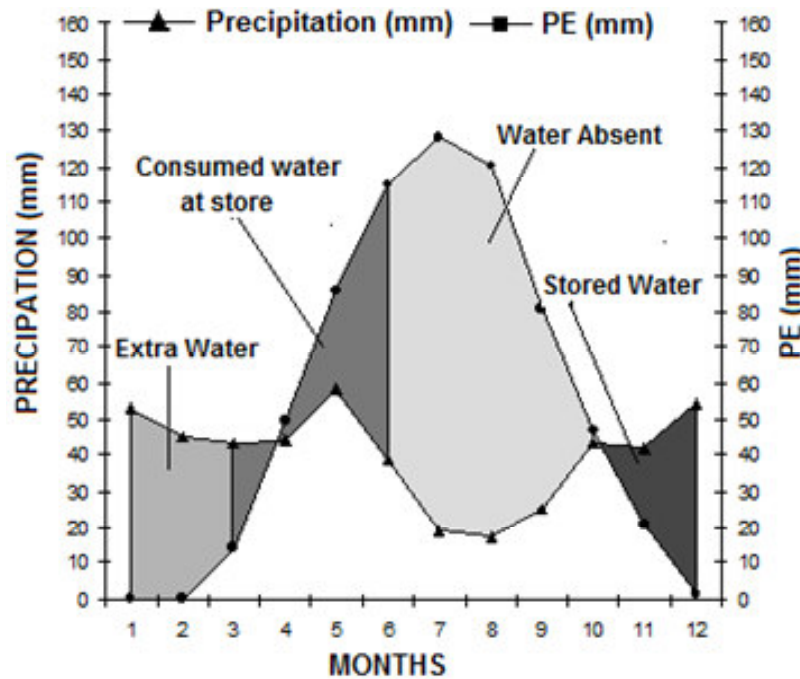 Precipitation (mm) PE (mm)
160 160
150 150
140 140
130 130
120 120
110 110
100 100
90 90
80 80
70 70
60 60
50 50
40 40
30 30
20 20
10 10
0 0
PRECIPATION (mm)
PE (mm)
Water Absent
Consumed water
at store
Stored Water
Extra Water
1 2 3 4 5 6 7 8 9 10 11 12
MONTHS